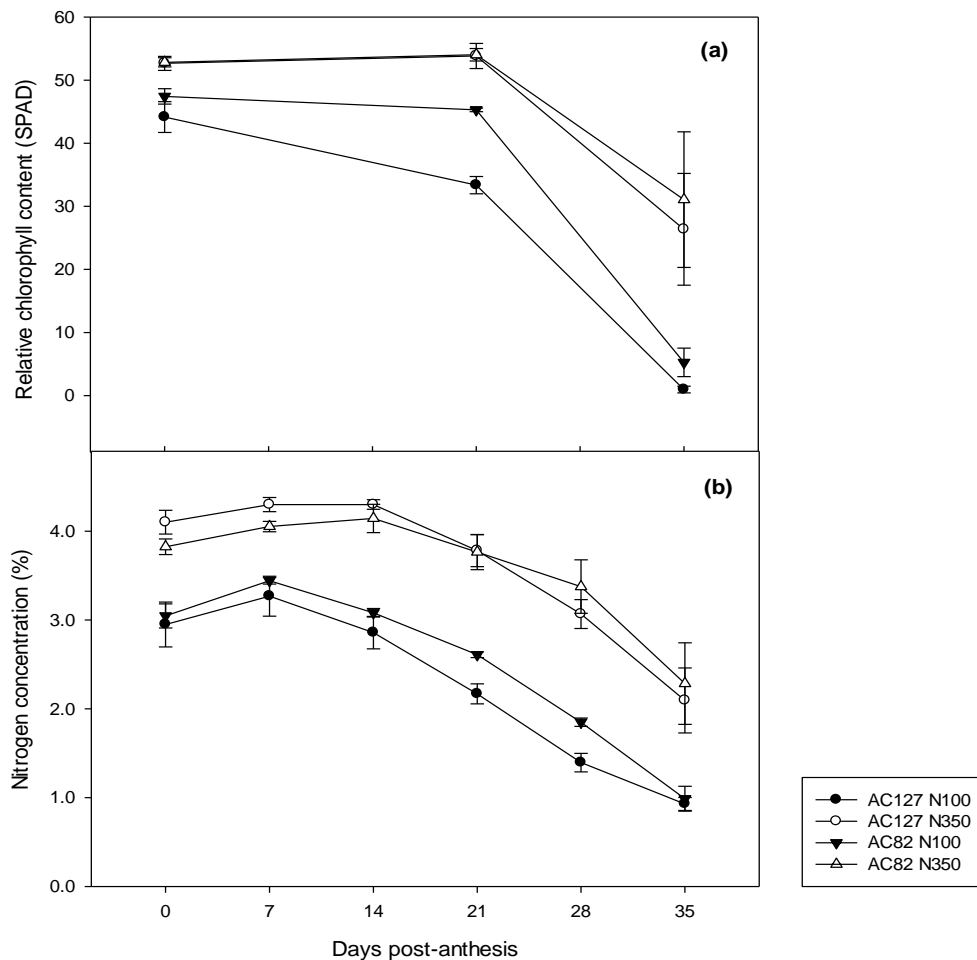 (a)
Relative chlorophyll content (SPAD)
60
50
40
30
20
10
0
(b)
Nitrogen concentration (%)
4.0
3.0
2.0
1.0
0.0
0 7 14 21 28 35
Days post-anthesis
AC127 N100
AC127 N350
AC82 N100
AC82 N350